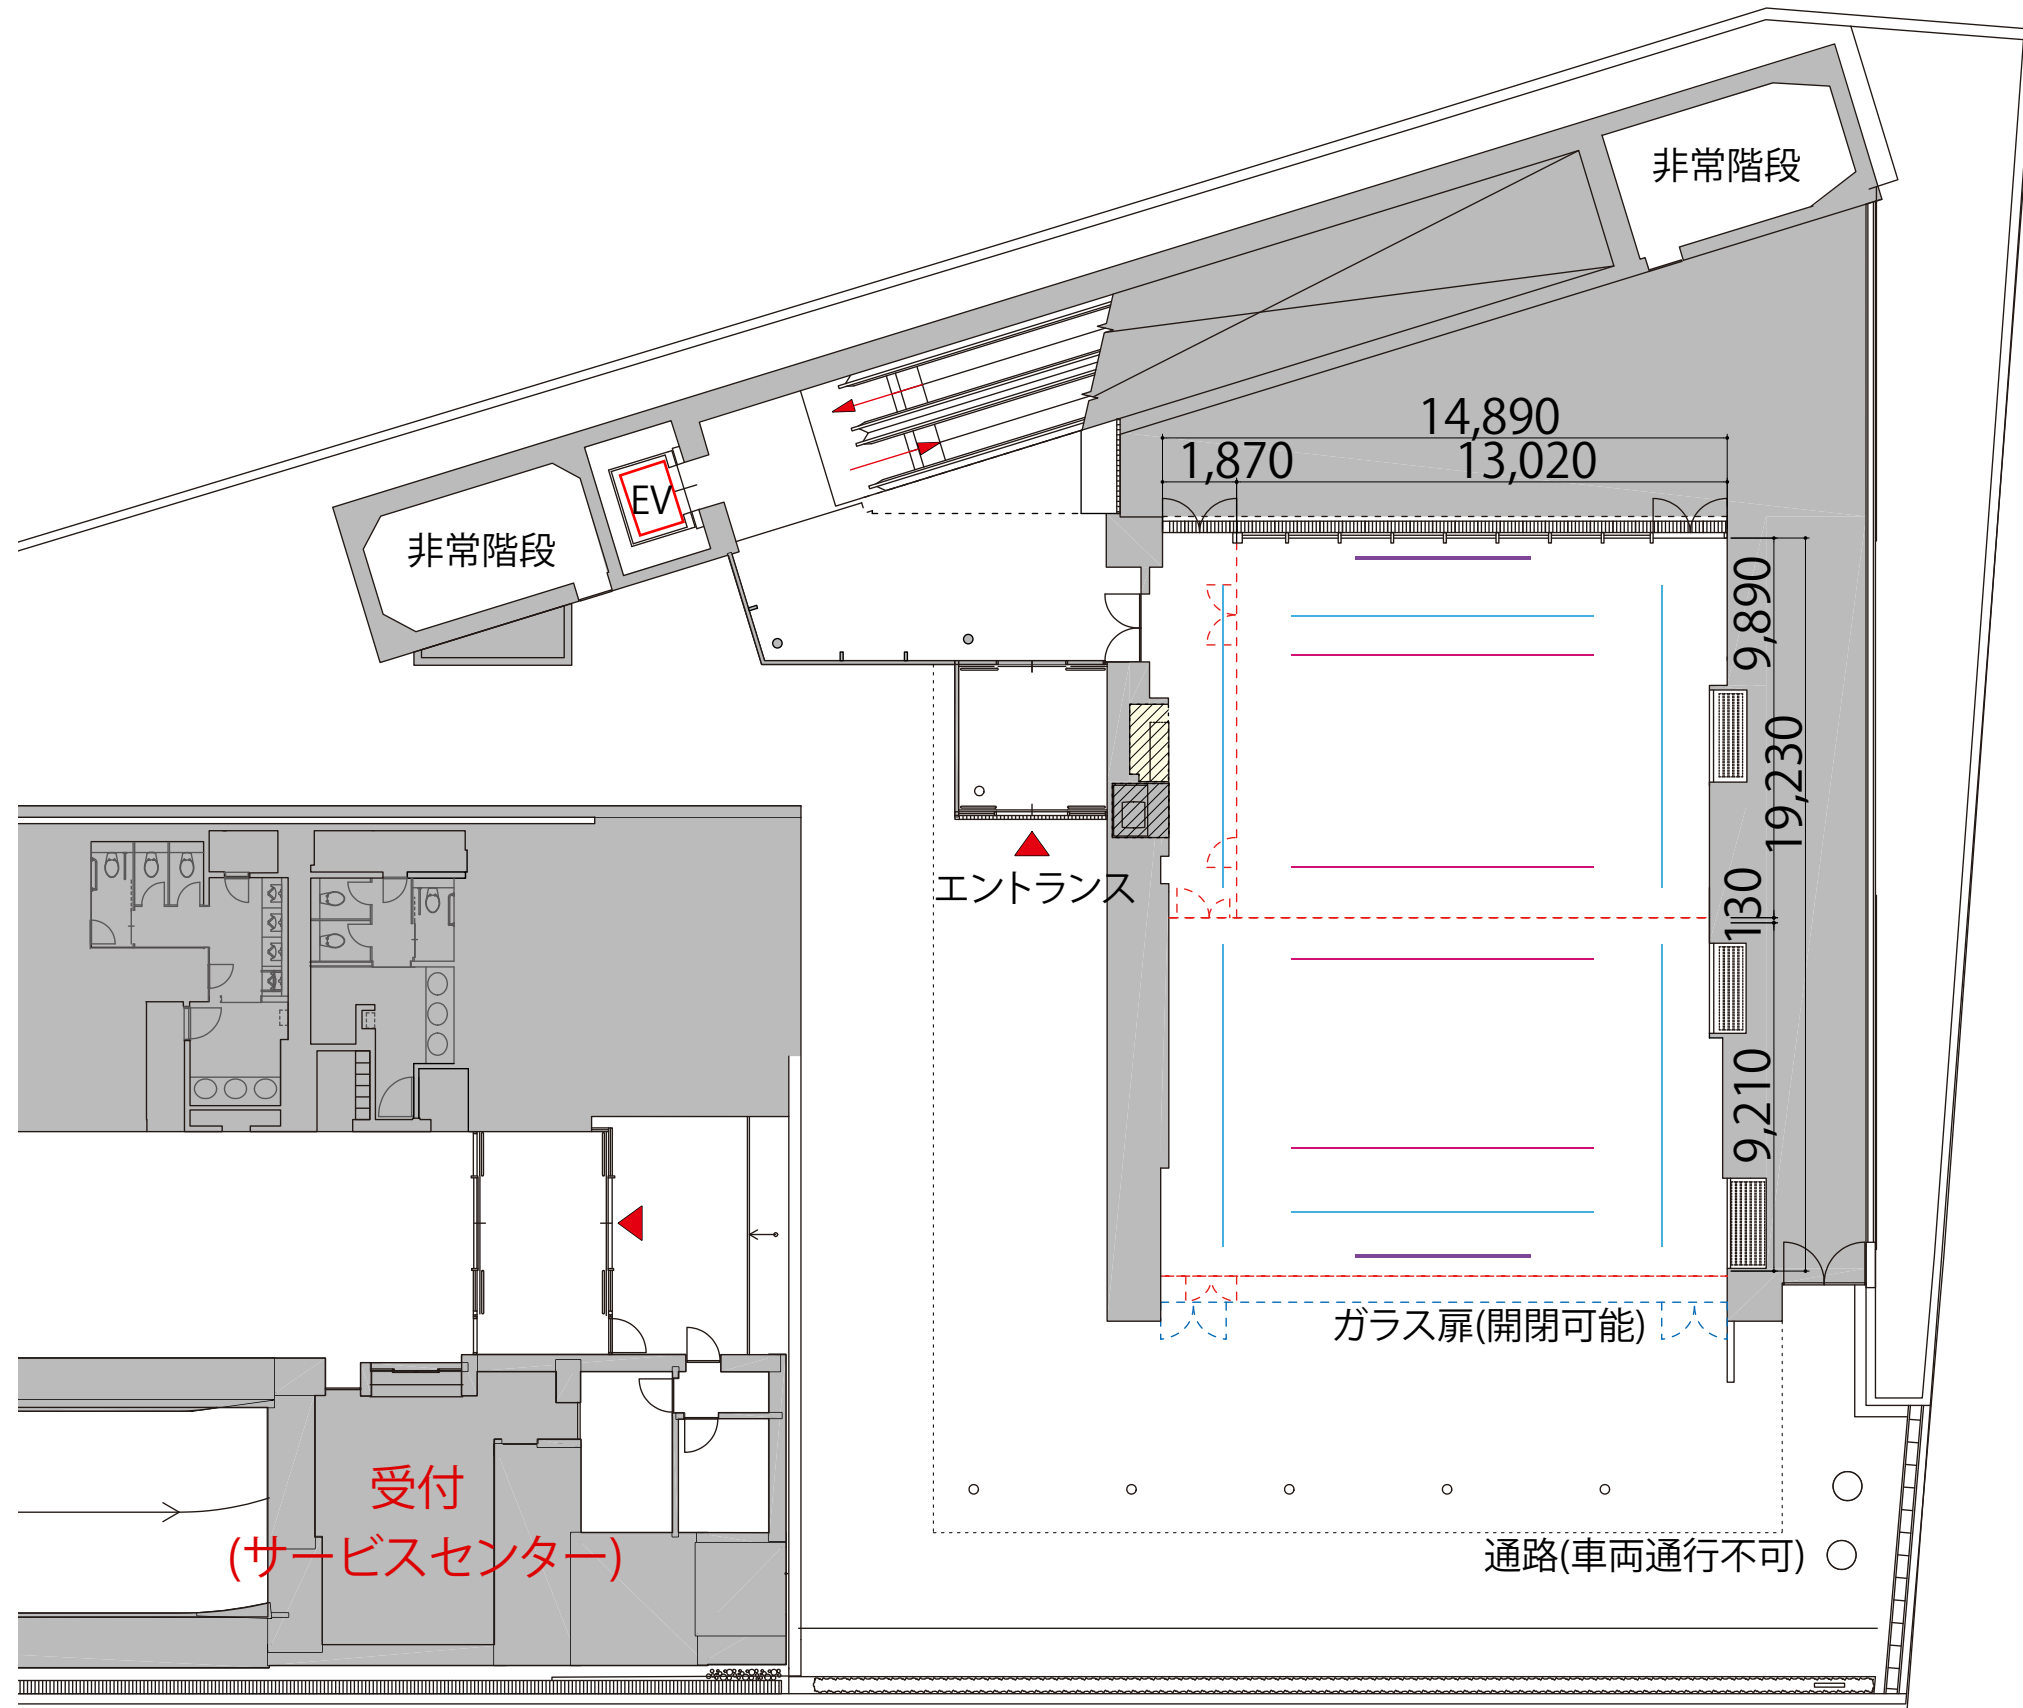 非常階段
14,890
1,870
13,020
EV
非常階段
9,890
19,230
エントランス
130
9,210
ガラス扉(開閉可能)
受付
(サービスセンター)
通路(車両通行不可)